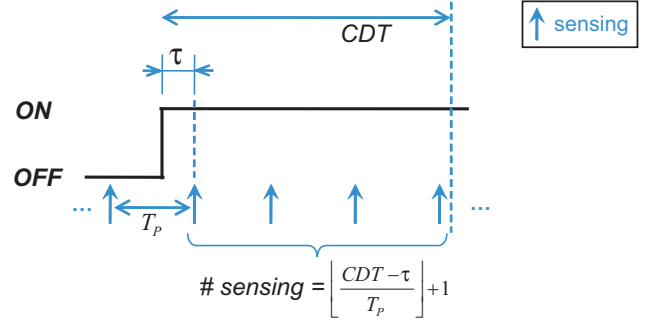 CDT
sensing
τ
ON
OFF
... T_P ...
# sensing = ⌊(CDT − τ) / T_P⌋ + 1